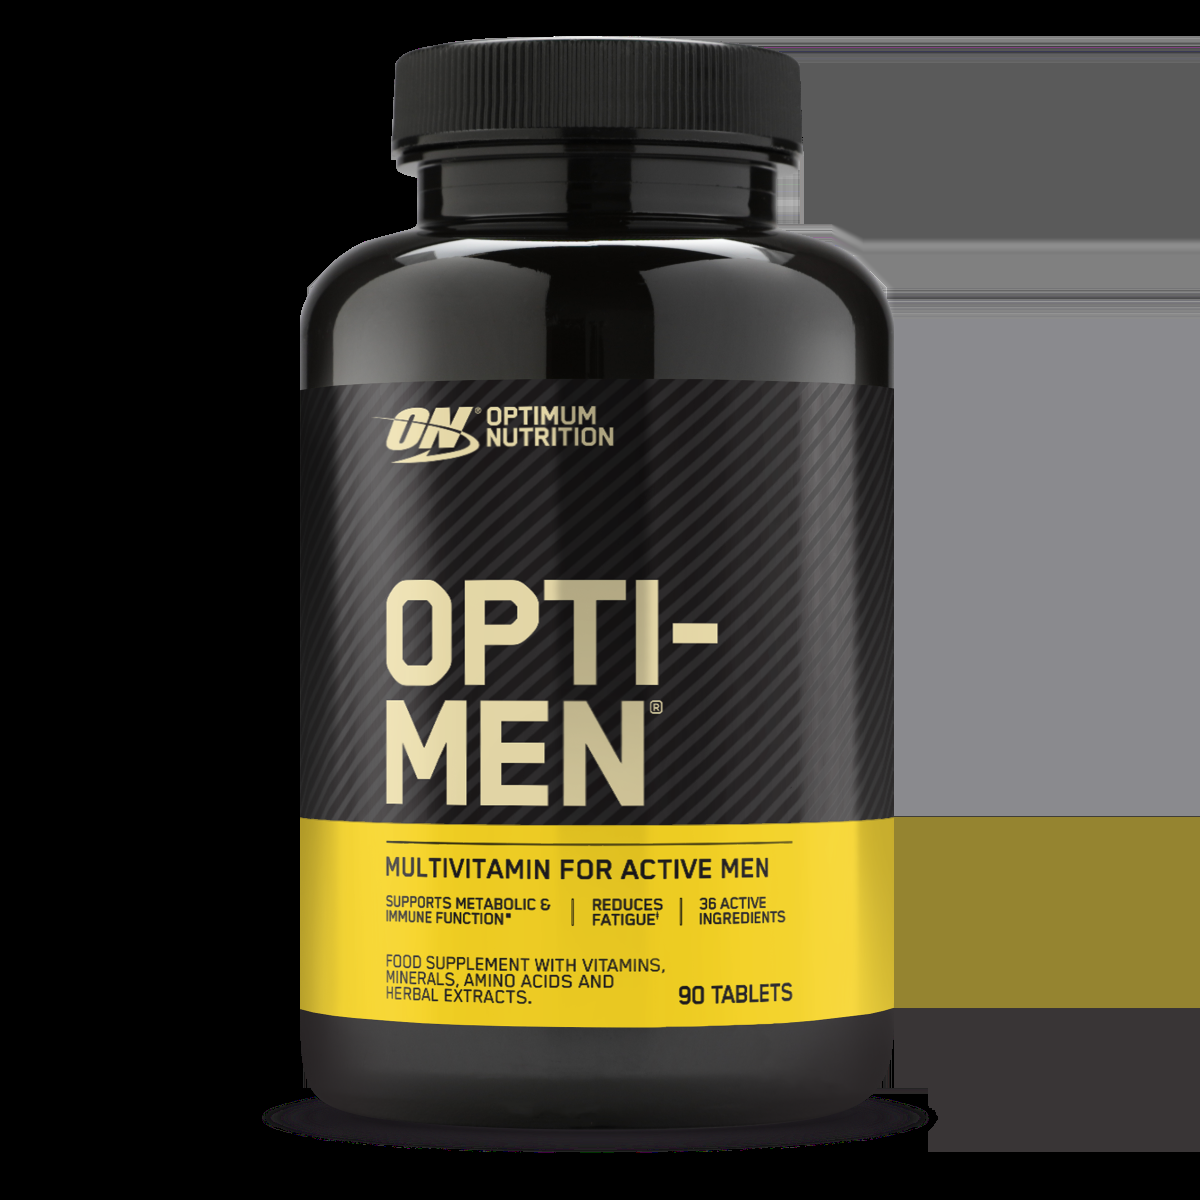 ON® OPTIMUM
NUTRITION
OPTI-
MEN®
MULTIVITAMIN FOR ACTIVE MEN
SUPPORTS METABOLIC &
IMMUNE FUNCTION▪
REDUCES
FATIGUE‡
36 ACTIVE
INGREDIENTS
FOOD SUPPLEMENT WITH VITAMINS,
MINERALS, AMINO ACIDS AND
HERBAL EXTRACTS.
90 TABLETS